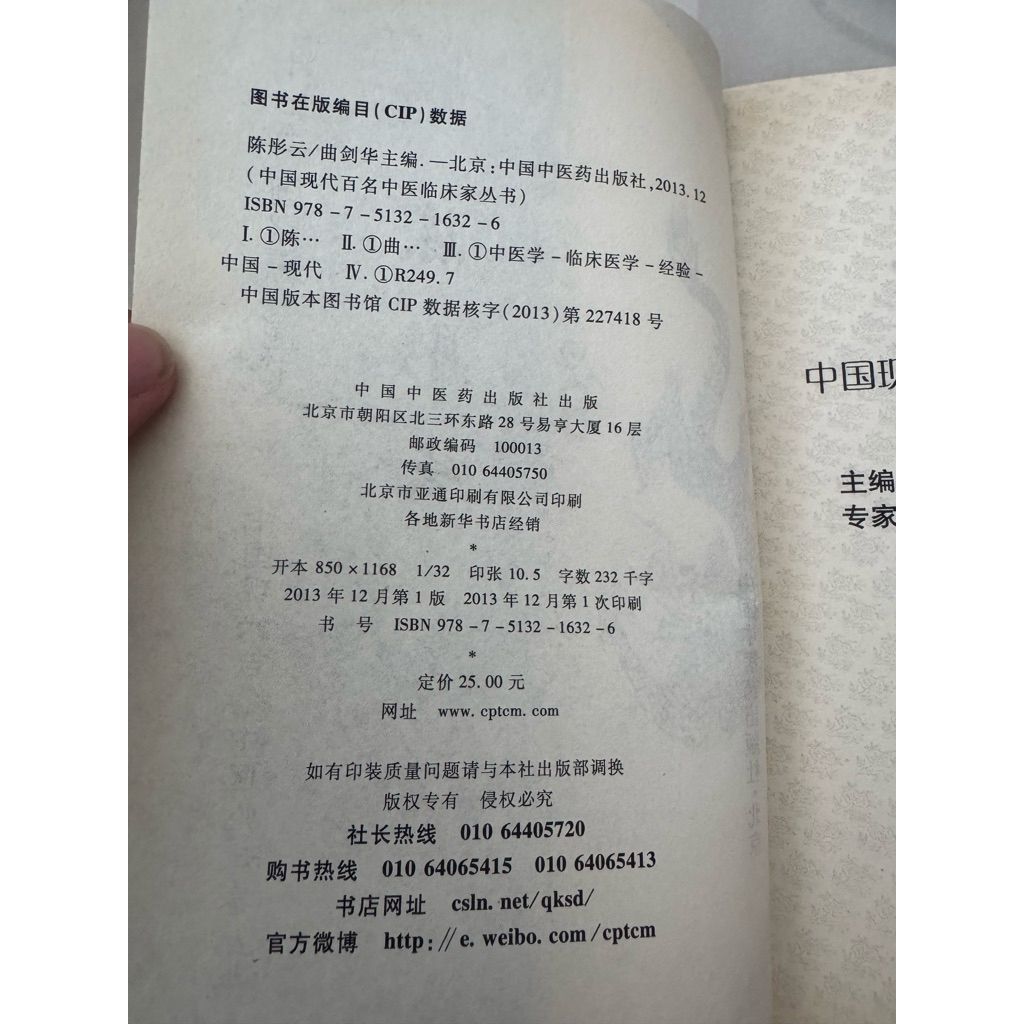 图书在版编目(CIP)数据
陈彤云/曲剑华主编.—北京:中国中医药出版社,2013.12
(中国现代百名中医临床家丛书)
ISBN 978-7-5132-1632-6
Ⅰ.①陈… Ⅱ.①曲… Ⅲ.①中医学-临床医学-经验-
中国-现代 Ⅳ.①R249.7
中国版本图书馆CIP数据核字(2013)第227418号
中国中医药出版社出版
北京市朝阳区北三环东路28号易亨大厦16层
邮政编码 100013
传真 010 64405750
北京市亚通印刷有限公司印刷
各地新华书店经销
*
开本 850×1168 1/32 印张 10.5 字数 232 千字
2013年12月第1版 2013年12月第1次印刷
书 号 ISBN 978-7-5132-1632-6
*
定价 25.00 元
网址 www.cptcm.com
如有印装质量问题请与本社出版部调换
版权专有 侵权必究
社长热线 010 64405720
购书热线 010 64065415 010 64065413
书店网址 csln.net/qksd/
官方微博 http://e.weibo.com/cptcm
中国现
主编
专家